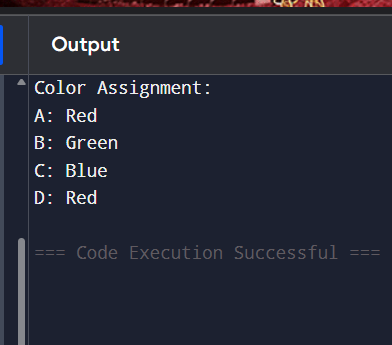 Output
Color Assignment:
A: Red
B: Green
C: Blue
D: Red
=== Code Execution Successful ===